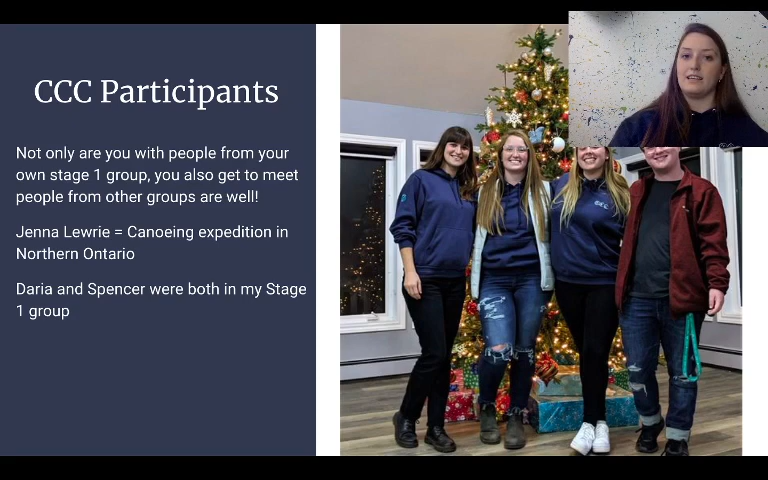 CCC Participants
Not only are you with people from your
own stage 1 group, you also get to meet
people from other groups are well!
Jenna Lewrie = Canoeing expedition in
Northern Ontario
Daria and Spencer were both in my Stage
1 group